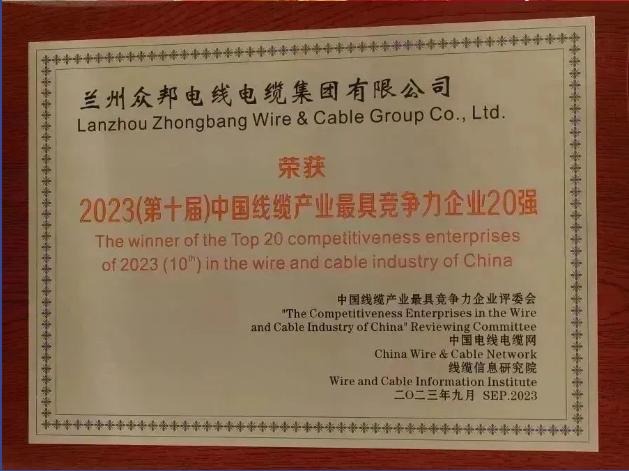 兰州众邦电线电缆集团有限公司
Lanzhou Zhongbang Wire & Cable Group Co., Ltd.
荣获
2023(第十届)中国线缆产业最具竞争力企业20强
The winner of the Top 20 competitiveness enterprises
of 2023 (10th) in the wire and cable industry of China
中国线缆产业最具竞争力企业评委会
"The Competitiveness Enterprises in the Wire
and Cable Industry of China" Reviewing Committee
中国电线电缆网
China Wire & Cable Network
线缆信息研究院
Wire and Cable Information Institute
二〇二三年九月 SEP.2023